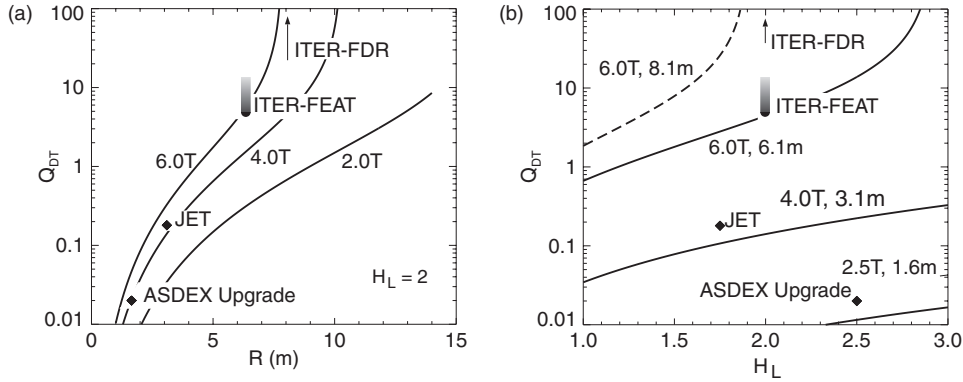 (a)
100
10
1
0.1
0.01
Q_DT
0
5
10
15
R (m)
ITER-FDR
ITER-FEAT
6.0T
4.0T
2.0T
JET
ASDEX Upgrade
H_L = 2
(b)
100
10
1
0.1
0.01
Q_DT
1.0
1.5
2.0
2.5
3.0
H_L
ITER-FDR
6.0T, 8.1m
ITER-FEAT
6.0T, 6.1m
4.0T, 3.1m
JET
2.5T, 1.6m
ASDEX Upgrade